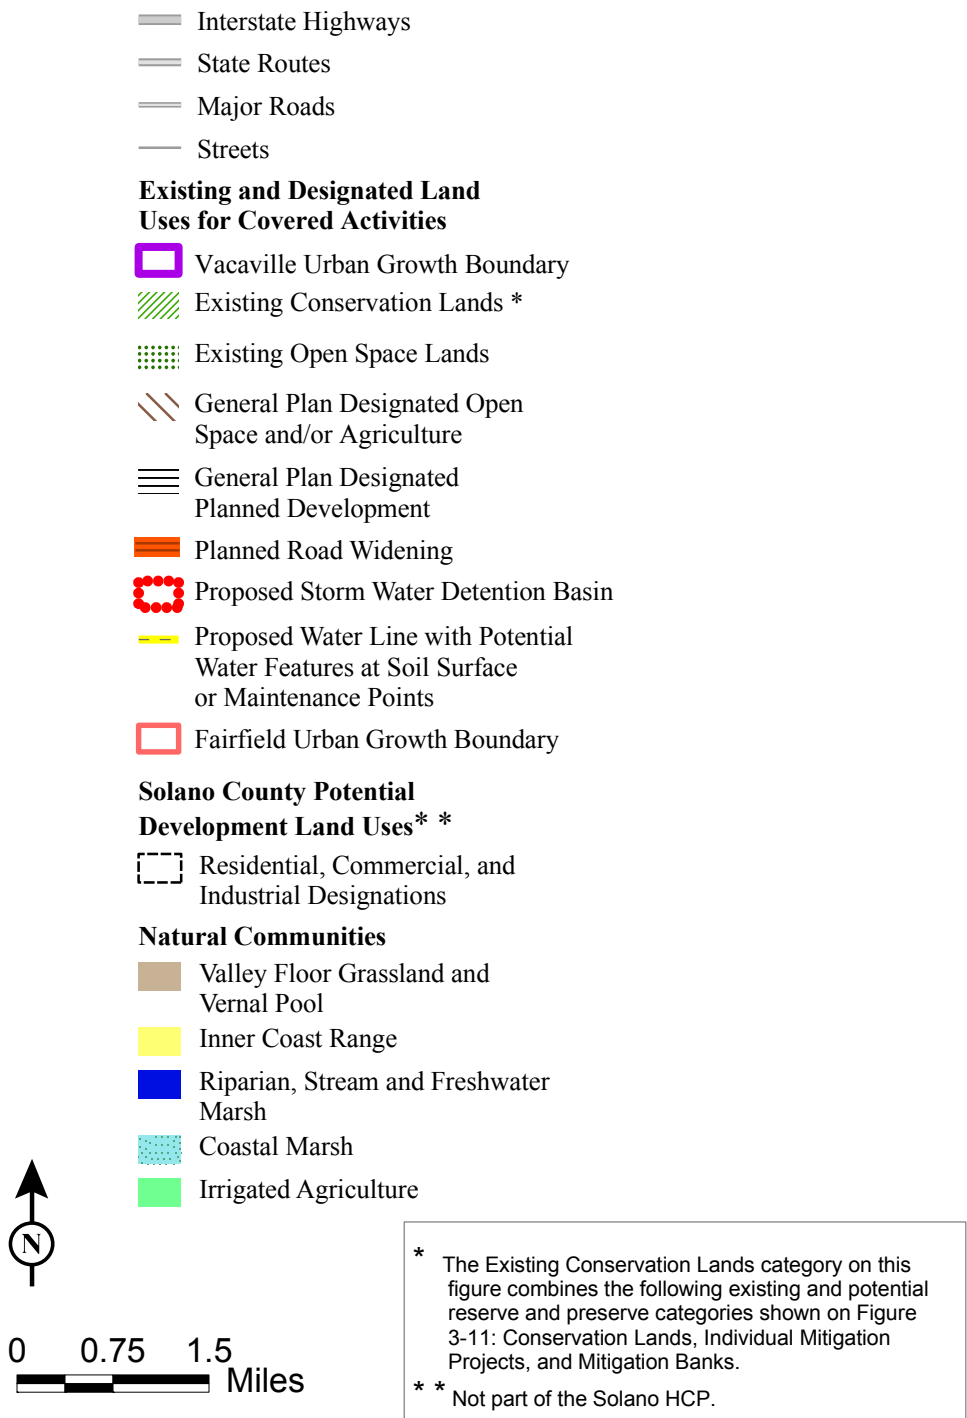 Interstate Highways
State Routes
Major Roads
Streets
Existing and Designated Land
Uses for Covered Activities
Vacaville Urban Growth Boundary
Existing Conservation Lands *
Existing Open Space Lands
General Plan Designated Open
Space and/or Agriculture
General Plan Designated
Planned Development
Planned Road Widening
Proposed Storm Water Detention Basin
Proposed Water Line with Potential
Water Features at Soil Surface
or Maintenance Points
Fairfield Urban Growth Boundary
Solano County Potential
Development Land Uses* *
Residential, Commercial, and
Industrial Designations
Natural Communities
Valley Floor Grassland and
Vernal Pool
Inner Coast Range
Riparian, Stream and Freshwater
Marsh
Coastal Marsh
Irrigated Agriculture
N
0 0.75 1.5
Miles
* The Existing Conservation Lands category on this
figure combines the following existing and potential
reserve and preserve categories shown on Figure
3-11: Conservation Lands, Individual Mitigation
Projects, and Mitigation Banks.
* * Not part of the Solano HCP.